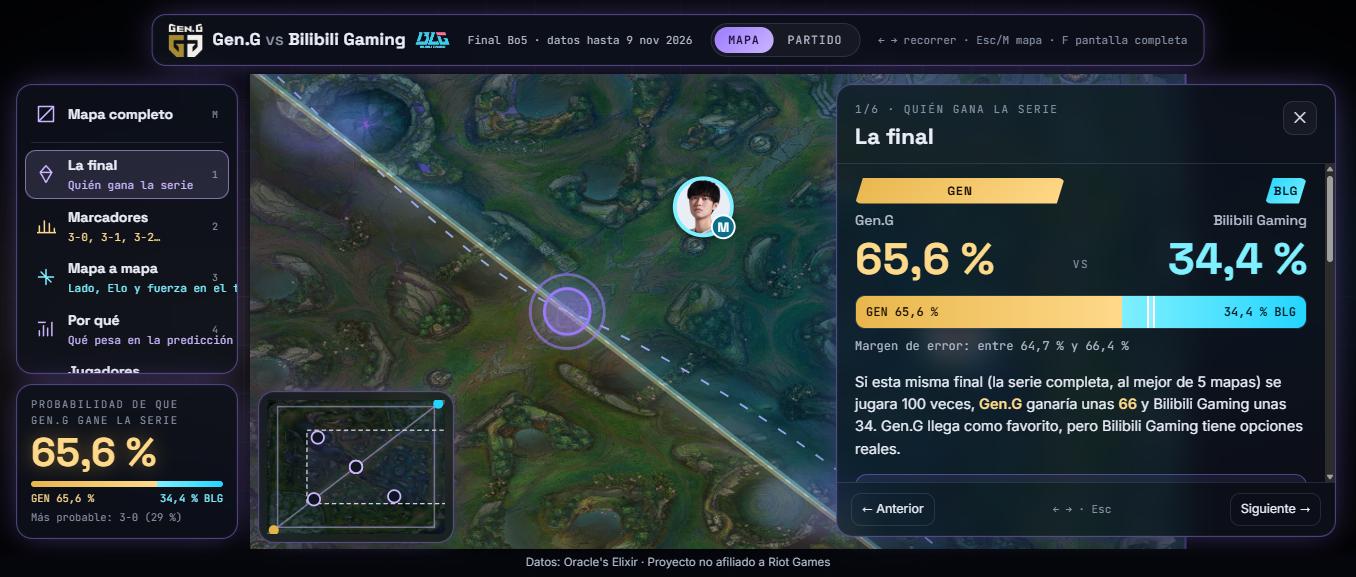 GEN.G
Gen.G vs Bilibili Gaming
BLG
Final Bo5 · datos hasta 9 nov 2026
MAPA
PARTIDO
← → recorrer · Esc/M mapa · F pantalla completa
Mapa completo
M
La final
Quién gana la serie
1
Marcadores
3-0, 3-1, 3-2…
2
Mapa a mapa
Lado, Elo y fuerza en el
3
Por qué
Qué pesa en la predicción
4
Jugadores
PROBABILIDAD DE QUE
GEN.G GANE LA SERIE
65,6 %
GEN 65,6 %
34,4 % BLG
Más probable: 3-0 (29 %)
M
1/6 · QUIÉN GANA LA SERIE
La final
GEN
BLG
Gen.G
Bilibili Gaming
65,6 %
VS
34,4 %
GEN 65,6 %
34,4 % BLG
Margen de error: entre 64,7 % y 66,4 %
Si esta misma final (la serie completa, al mejor de 5 mapas) se
jugara 100 veces, Gen.G ganaría unas 66 y Bilibili Gaming unas
34. Gen.G llega como favorito, pero Bilibili Gaming tiene opciones
reales.
← Anterior
← → · Esc
Siguiente →
Datos: Oracle's Elixir · Proyecto no afiliado a Riot Games